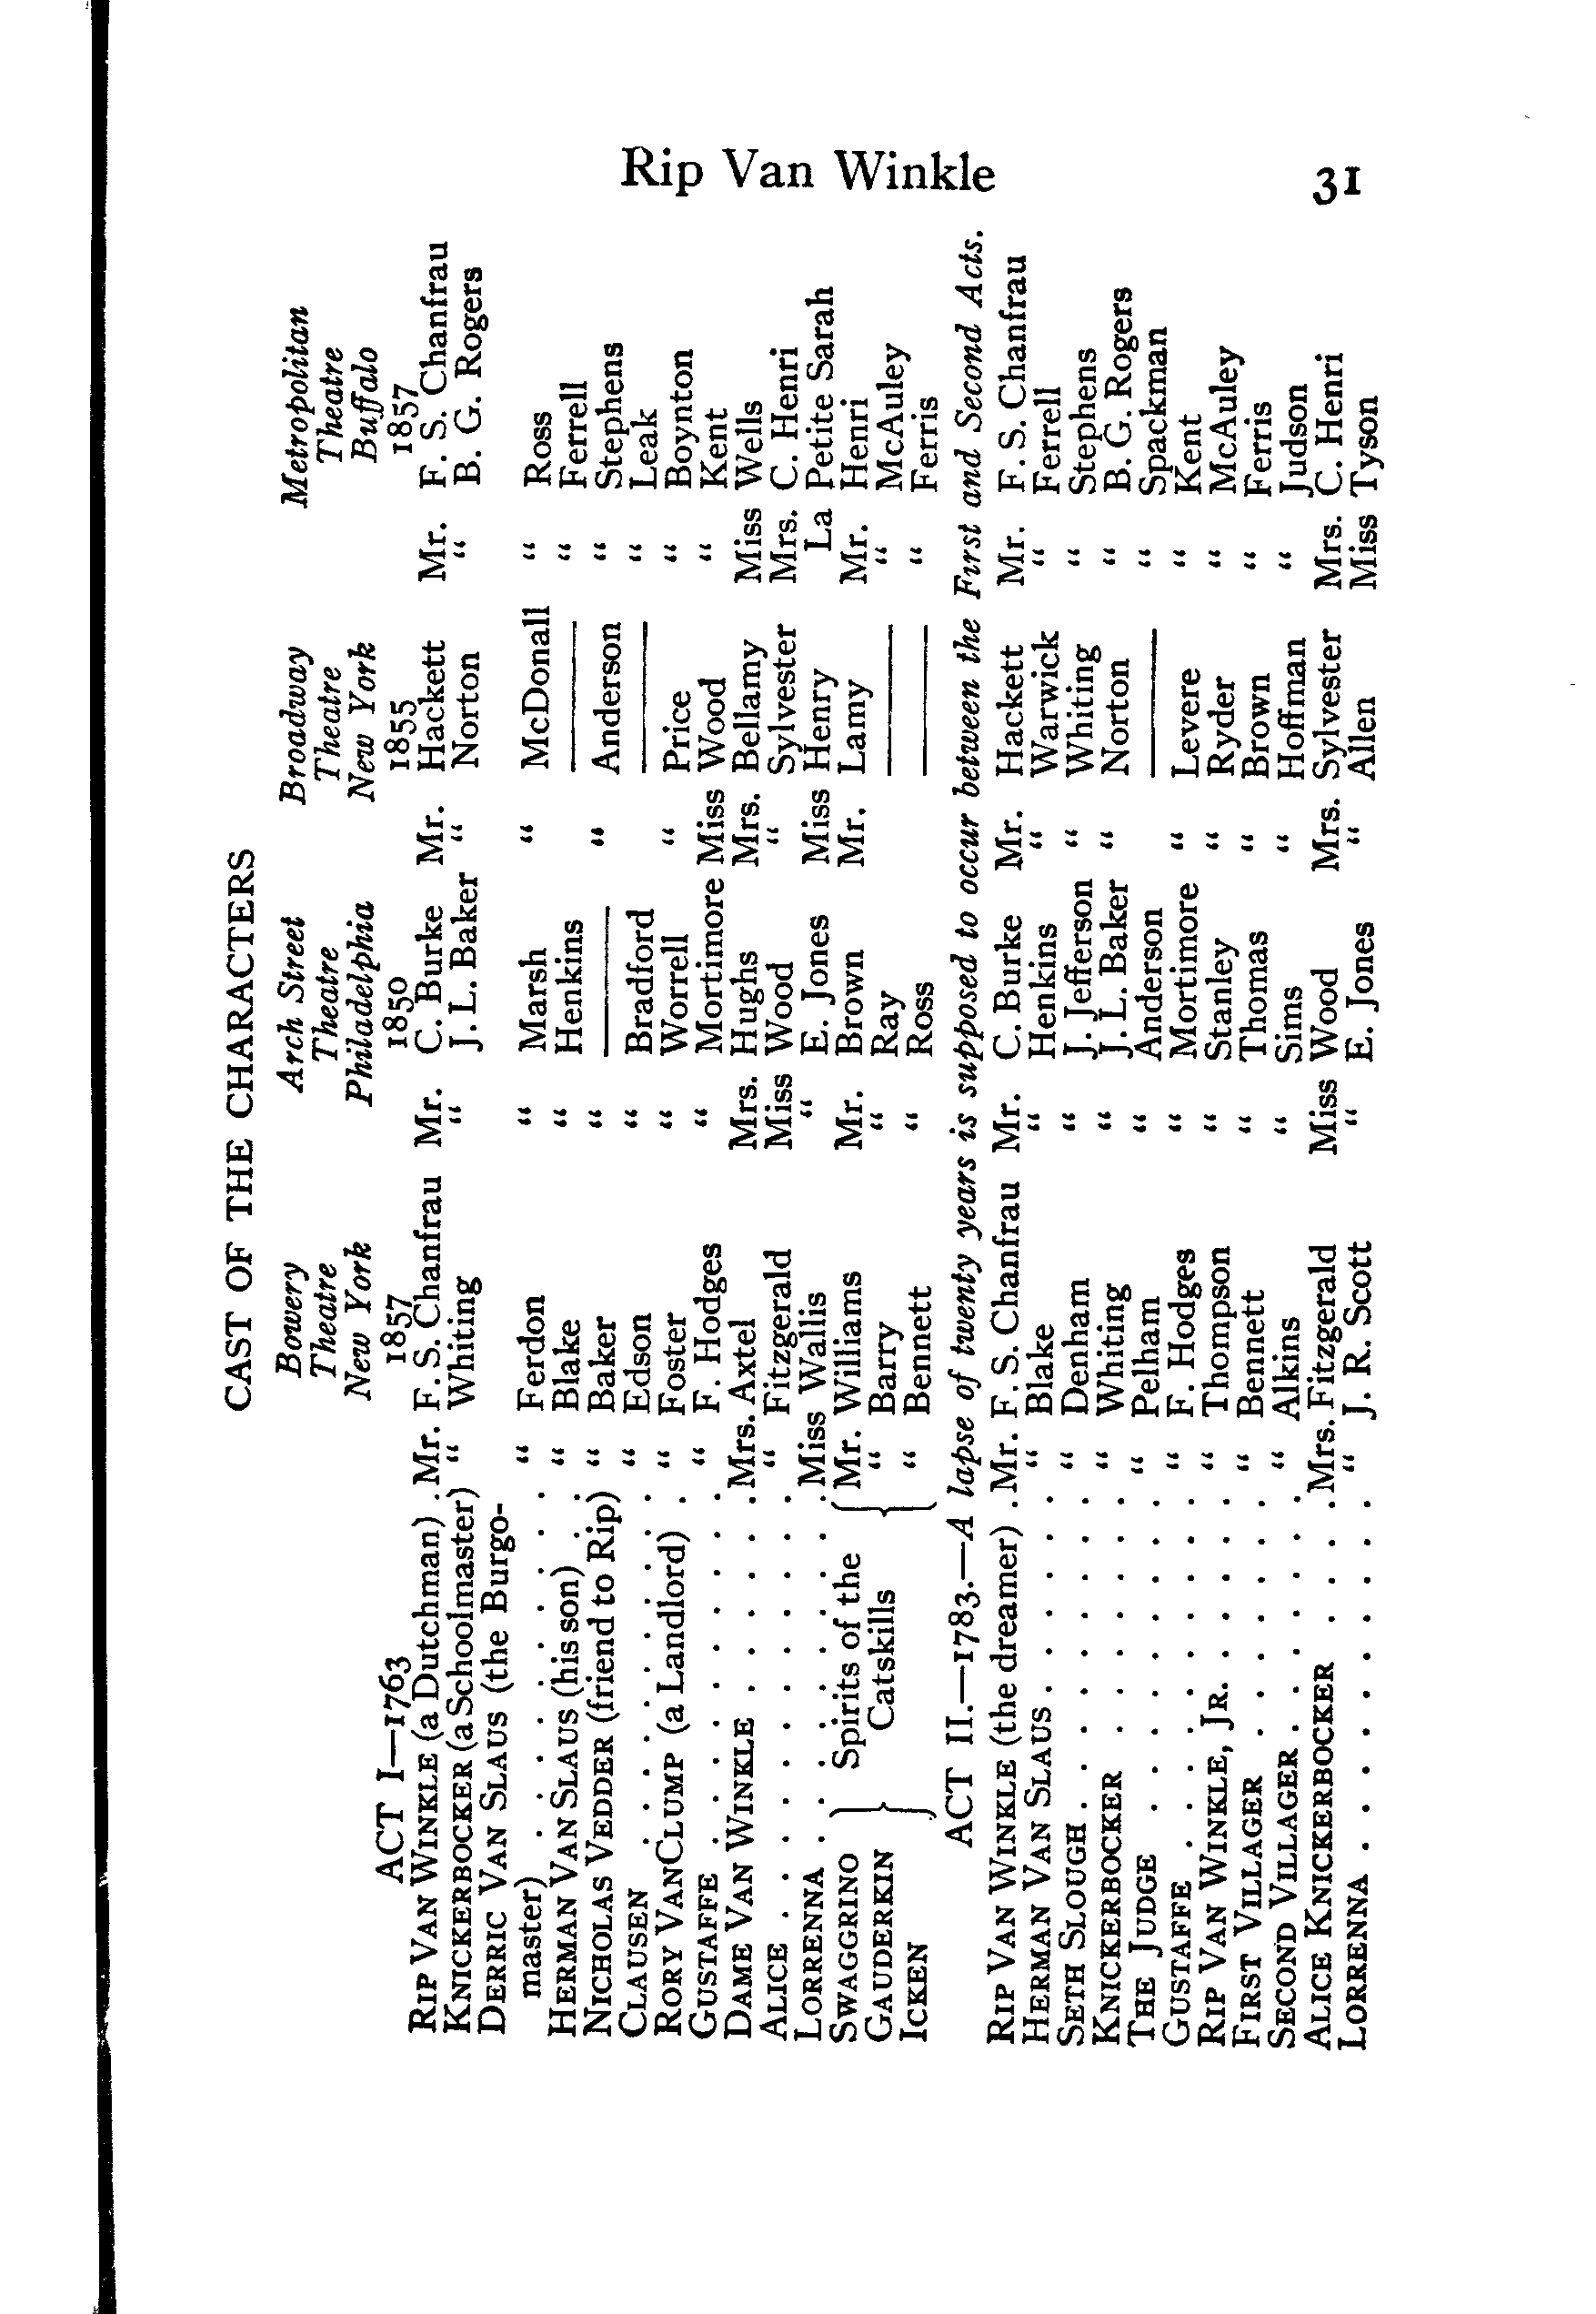 Rip Van Winkle 31
CAST OF THE CHARACTERS
Bowery Arch Street Broadway Metropolitan
Theatre Theatre Theatre Theatre
New York Philadelphia New York Buffalo
ACT I—1763 1857 1850 1855 1857
RIP VAN WINKLE (a Dutchman) . Mr. F. S. Chanfrau Mr. C. Burke Mr. Hackett Mr. F. S. Chanfrau
KNICKERBOCKER (a Schoolmaster) " Whiting " J. L. Baker " Norton " B. G. Rogers
DERRIC VAN SLAUS (the Burgo-
master) . . . . . . . . . " Ferdon " Marsh " McDonall " Ross
HERMAN VAN SLAUS (his son) . . " Blake " Henkins —— " Ferrell
NICHOLAS VEDDER (friend to Rip) " Baker " —— " Anderson " Stephens
CLAUSEN . . . . . . . . . " Edson " Bradford —— " Leak
RORY VANCLUMP (a Landlord) . " Foster " Worrell " Price " Boynton
GUSTAFFE . . . . . . . . . " F. Hodges " Mortimore Miss Wood " Kent
DAME VAN WINKLE . . . . . . Mrs. Axtel Mrs. Hughs Mrs. Bellamy Miss Wells
ALICE . . . . . . . . . . . " Fitzgerald Miss Wood " Sylvester Mrs. C. Henri
LORRENNA . . . . . . . . . Miss Wallis " E. Jones Miss Henry La Petite Sarah
SWAGGRINO } Spirits of the { Mr. Williams Mr. Brown Mr. Lamy Mr. Henri
GAUDERKIN } Catskills { " Barry " Ray —— " McAuley
ICKEN } { " Bennett " Ross —— " Ferris
ACT II.—1783.—A lapse of twenty years is supposed to occur between the First and Second Acts.
RIP VAN WINKLE (the dreamer) . Mr. F. S. Chanfrau Mr. C. Burke Mr. Hackett Mr. F. S. Chanfrau
HERMAN VAN SLAUS . . . . . . " Blake " Henkins " Warwick " Ferrell
SETH SLOUGH . . . . . . . . . " Denham " J. Jefferson " Whiting " Stephens
KNICKERBOCKER . . . . . . . " Whiting " J. L. Baker " Norton " B. G. Rogers
THE JUDGE . . . . . . . . . " Pelham " Anderson —— " Spackman
GUSTAFFE . . . . . . . . . . " F. Hodges " Mortimore " Levere " Kent
RIP VAN WINKLE, JR. . . . . . " Thompson " Stanley " Ryder " McAuley
FIRST VILLAGER . . . . . . . " Bennett " Thomas " Brown " Ferris
SECOND VILLAGER . . . . . . . " Alkins " Sims " Hoffman " Judson
ALICE KNICKERBOCKER . . . . Mrs. Fitzgerald Miss Wood Mrs. Sylvester Mrs. C. Henri
LORRENNA . . . . . . . . . . " J. R. Scott " E. Jones " Allen Miss Tyson